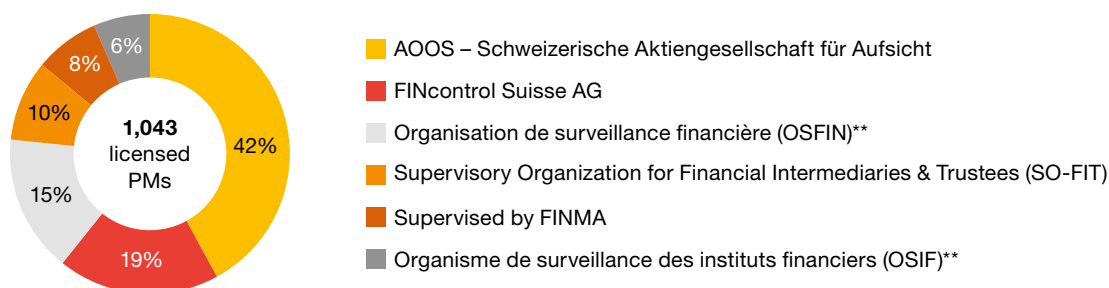 6%
8%
10%
15%
19%
42%
1,043
licensed
PMs
AOOS – Schweizerische Aktiengesellschaft für Aufsicht
FINcontrol Suisse AG
Organisation de surveillance financière (OSFIN)**
Supervisory Organization for Financial Intermediaries & Trustees (SO-FIT)
Supervised by FINMA
Organisme de surveillance des instituts financiers (OSIF)**